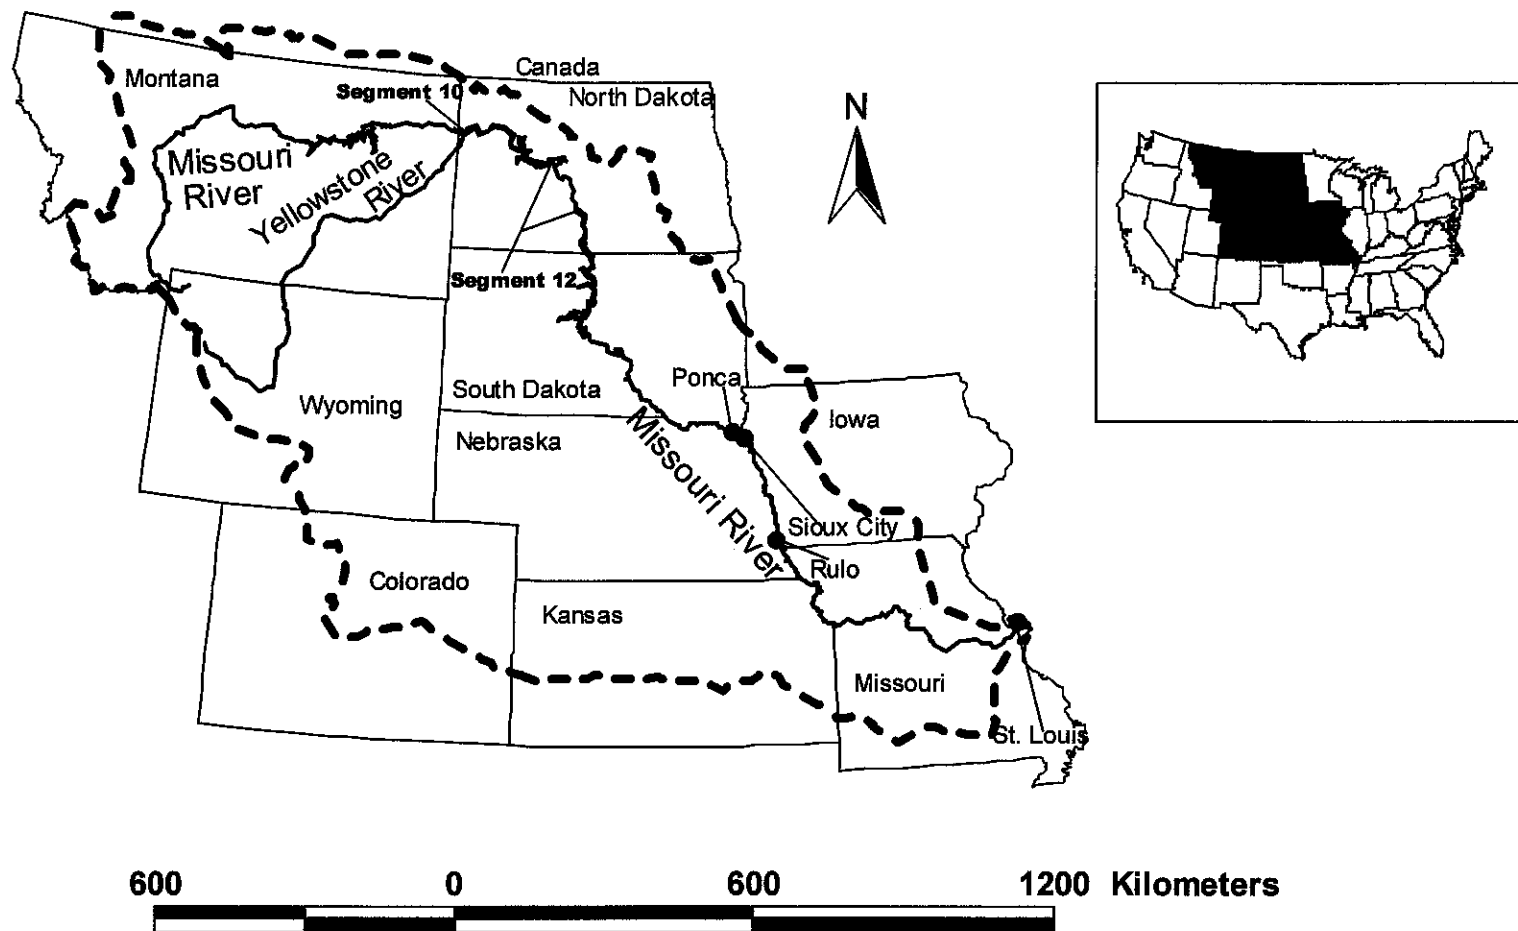 Canada
Montana
Segment 10
North Dakota
N
Missouri
River
Yellowstone
River
Segment 12
South Dakota
Ponca
Wyoming
Iowa
Nebraska
Missouri River
Sioux City
Rulo
Colorado
Kansas
Missouri
St. Louis
600 0 600 1200 Kilometers